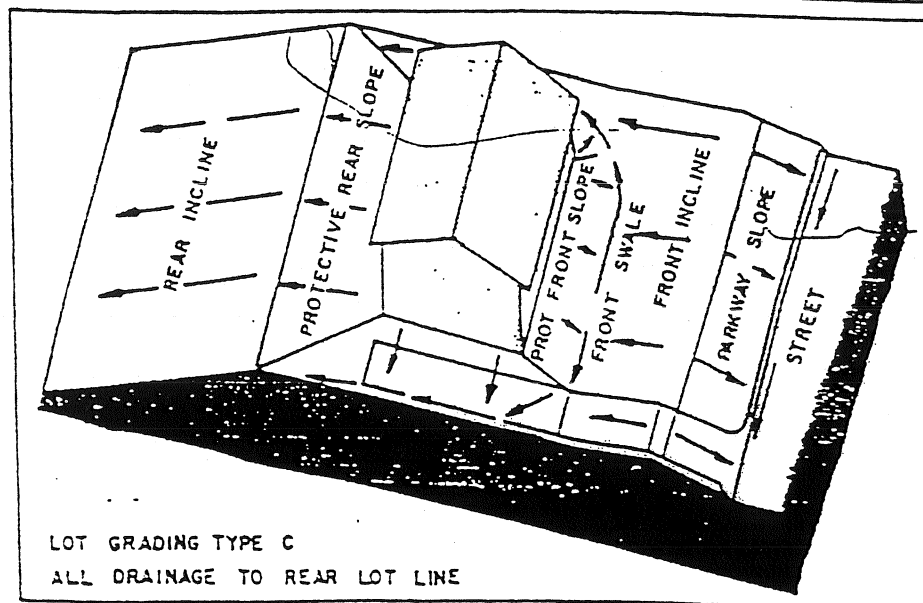 REAR INCLINE
PROTECTIVE REAR SLOPE
PROT FRONT SLOPE
FRONT SWALE
FRONT INCLINE
PARKWAY SLOPE
STREET
LOT GRADING TYPE C
ALL DRAINAGE TO REAR LOT LINE